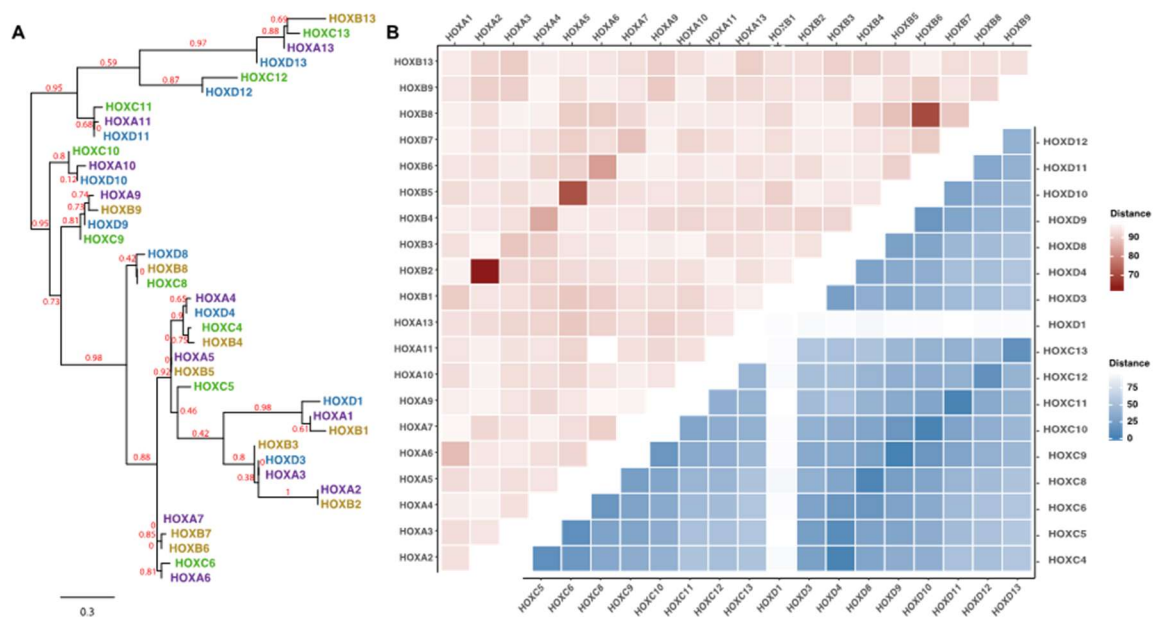 A
0.69
HOXB13
HOXC13
0.88
HOXA13
0.97
HOXD13
0.59
HOXC12
0.87
HOXD12
0.95
HOXC11
0.68
0
HOXA11
HOXD11
HOXC10
0.8
HOXA10
0.12
HOXD10
0.74
HOXA9
0.73
HOXB9
0.81
HOXD9
0.95
HOXC9
HOXD8
0.42
0
HOXB8
HOXC8
0.73
0.65
HOXA4
0.9
HOXD4
HOXC4
0.75
HOXB4
0
HOXA5
0.98
0.92
HOXB5
HOXC5
0.46
0.98
HOXD1
HOXA1
0.61
HOXB1
0.42
HOXB3
0.8
0
HOXD3
0.38
HOXA3
0.88
HOXA2
1
HOXB2
HOXA7
0
0.85
HOXB7
0
HOXB6
HOXC6
0.81
HOXA6
0.3
B
HOXA1
HOXA2
HOXA3
HOXA4
HOXA5
HOXA6
HOXA7
HOXA9
HOXA10
HOXA11
HOXA13
HOXB1
HOXB2
HOXB3
HOXB4
HOXB5
HOXB6
HOXB7
HOXB8
HOXB9
HOXB13
HOXB9
HOXB8
HOXB7
HOXB6
HOXB5
HOXB4
HOXB3
HOXB2
HOXB1
HOXA13
HOXA11
HOXA10
HOXA9
HOXA7
HOXA6
HOXA5
HOXA4
HOXA3
HOXA2
HOXD12
HOXD11
HOXD10
HOXD9
HOXD8
HOXD4
HOXD3
HOXD1
HOXC13
HOXC12
HOXC11
HOXC10
HOXC9
HOXC8
HOXC6
HOXC5
HOXC4
HOXC5
HOXC6
HOXC8
HOXC9
HOXC10
HOXC11
HOXC12
HOXC13
HOXD1
HOXD3
HOXD4
HOXD8
HOXD9
HOXD10
HOXD11
HOXD12
HOXD13
Distance
90
80
70
Distance
75
50
25
0